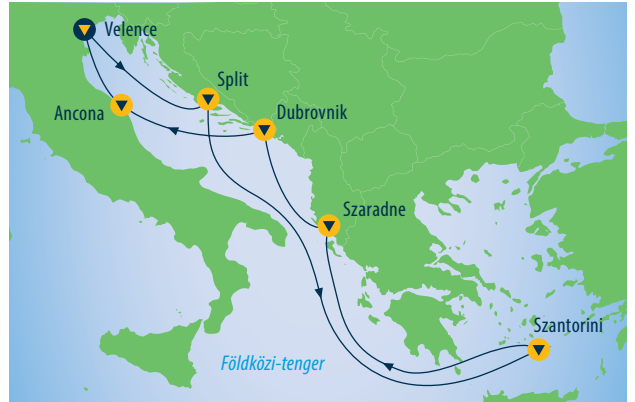 Velence
Split
Ancona
Dubrovnik
Szaradne
Szantorini
Földközi-tenger